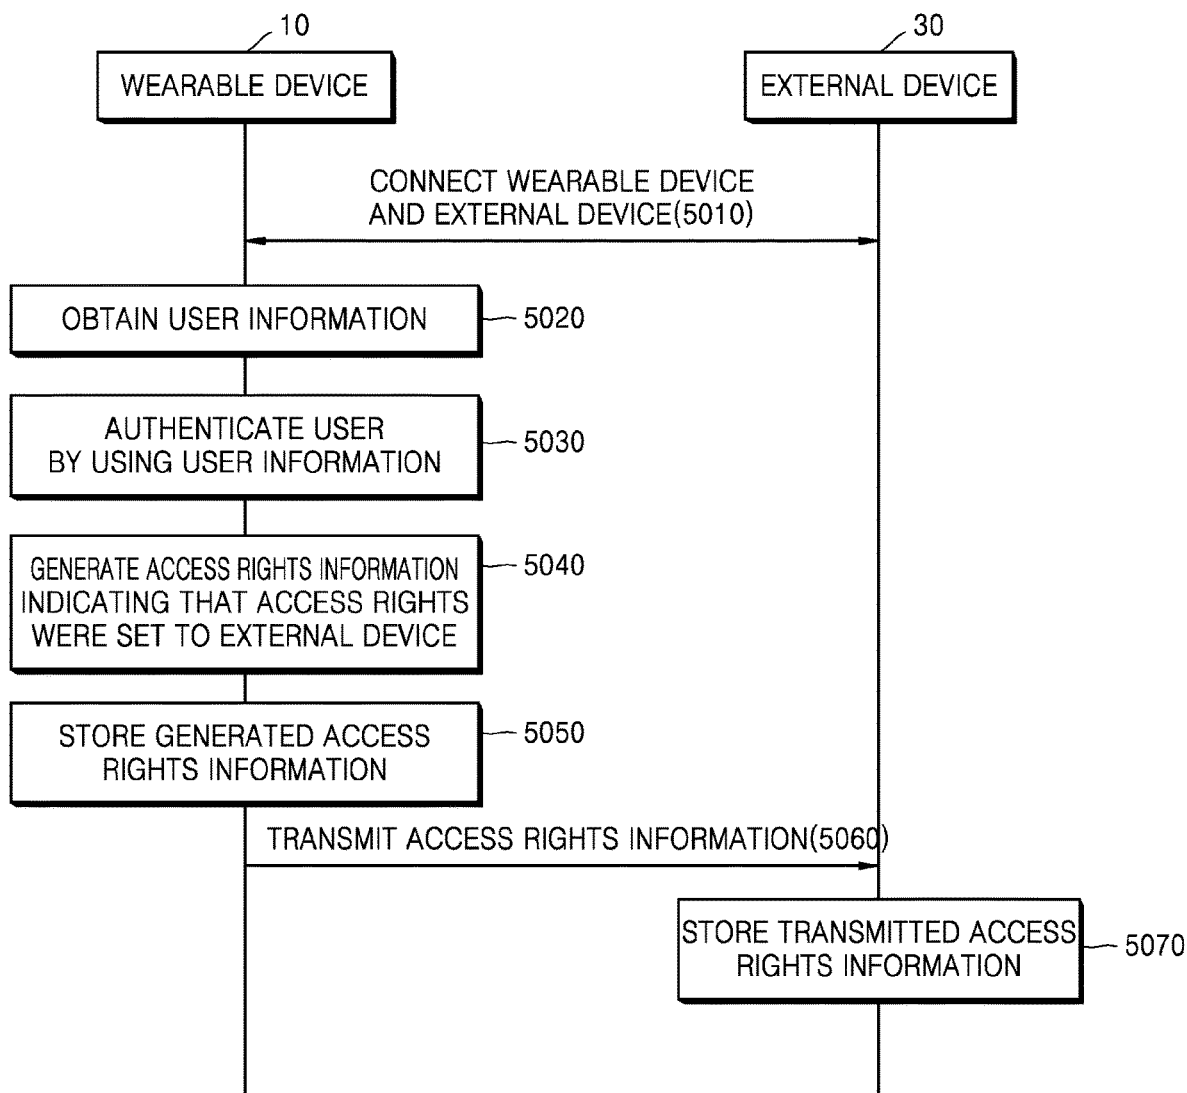 10
30
WEARABLE DEVICE
EXTERNAL DEVICE
CONNECT WEARABLE DEVICE
AND EXTERNAL DEVICE(5010)
OBTAIN USER INFORMATION
5020
AUTHENTICATE USER
BY USING USER INFORMATION
5030
GENERATE ACCESS RIGHTS INFORMATION
INDICATING THAT ACCESS RIGHTS
WERE SET TO EXTERNAL DEVICE
5040
STORE GENERATED ACCESS
RIGHTS INFORMATION
5050
TRANSMIT ACCESS RIGHTS INFORMATION(5060)
STORE TRANSMITTED ACCESS
RIGHTS INFORMATION
5070